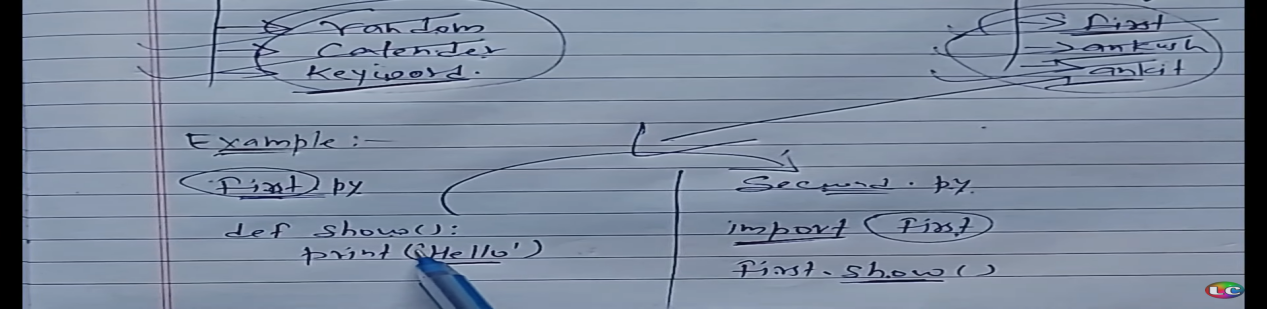 random
Calender
Keyword.
First
ankush
ankit
Example :-
First) py
def show():
print('Hello')
Second . py.
import First
first. show()
LC